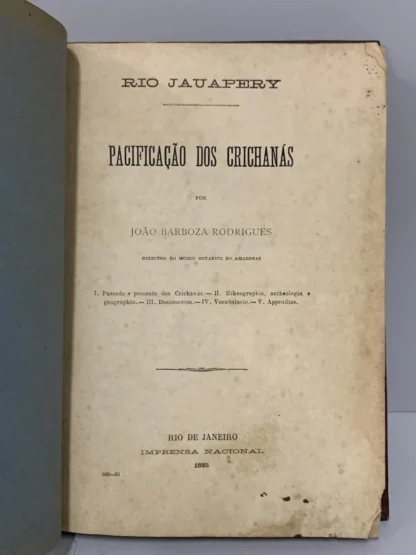 RIO JAUAPERY
PACIFICAÇÃO DOS CRICHANÁS
POR
JOÃO BARBOZA RODRIGUES
DIRECTOR DO MUSEU BOTANICO DO AMAZONAS
I. Passado e presente dos Crichanás.— II. Ethnographia, archeologia e
geographia.— III. Documentos.— IV. Vocabulario.— V. Appendice.
RIO DE JANEIRO
IMPRENSA NACIONAL
1885